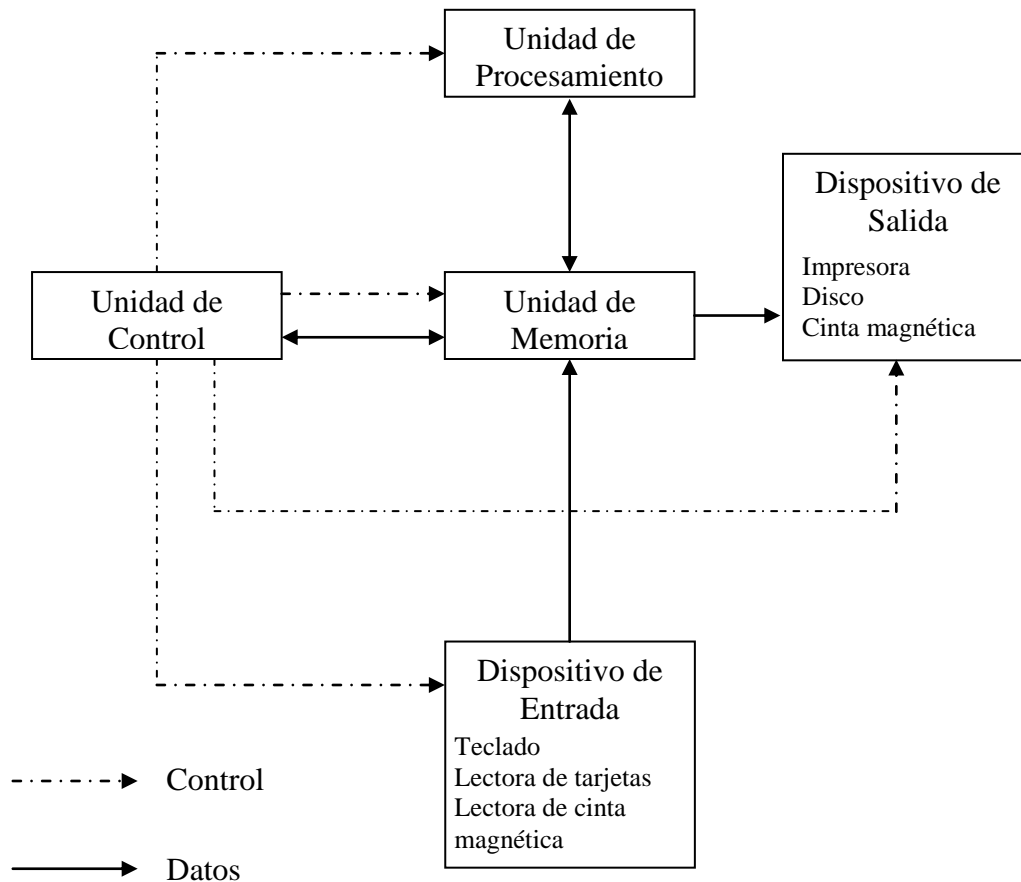 Unidad de
Procesamiento
Dispositivo de
Salida
Impresora
Disco
Cinta magnética
Unidad de
Control
Unidad de
Memoria
Dispositivo de
Entrada
Teclado
Lectora de tarjetas
Lectora de cinta
magnética
Control
Datos